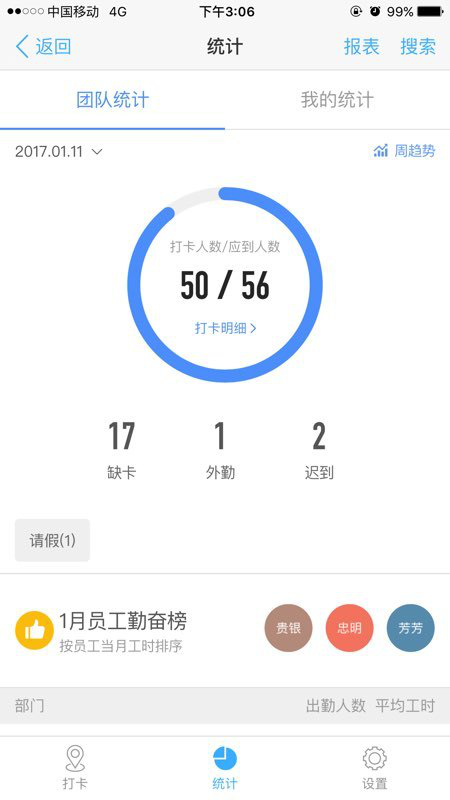 中国移动 4G 下午3:06 99%
返回 统计 报表 搜索
团队统计 我的统计
2017.01.11 周趋势
打卡人数/应到人数
50 / 56
打卡明细
17 1 2
缺卡 外勤 迟到
请假(1)
1月员工勤奋榜
按员工当月工时排序
贵银 忠明 芳芳
部门 出勤人数 平均工时
打卡 统计 设置